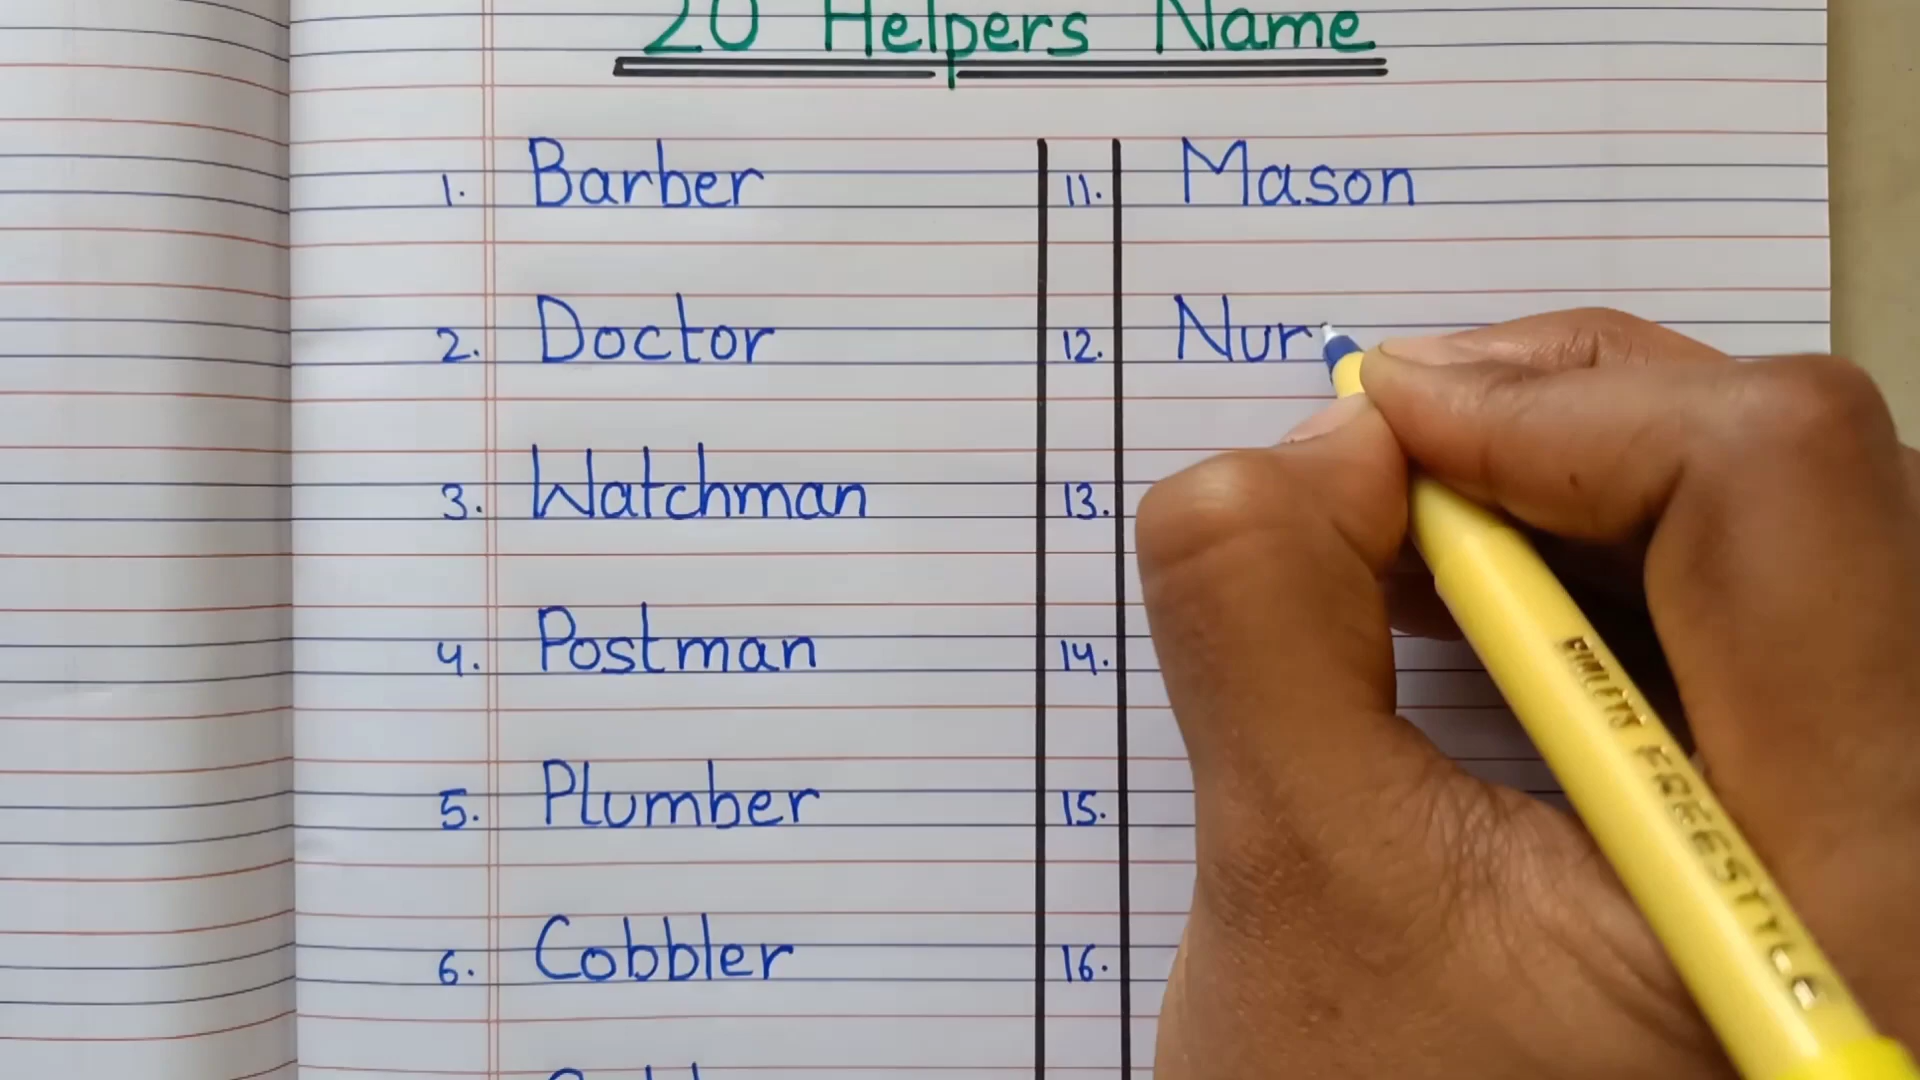 20 Helpers Name
1. Barber
2. Doctor
3. Watchman
4. Postman
5. Plumber
6. Cobbler
11. Mason
12. Nur
13.
14.
15.
16.
FREESTYLE